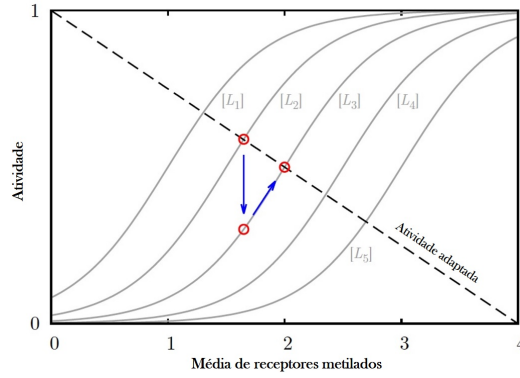 1
[L1]
[L2]
[L3]
[L4]
Atividade
Atividade adaptada
[L5]
0
0
1
2
3
4
Média de receptores metilados